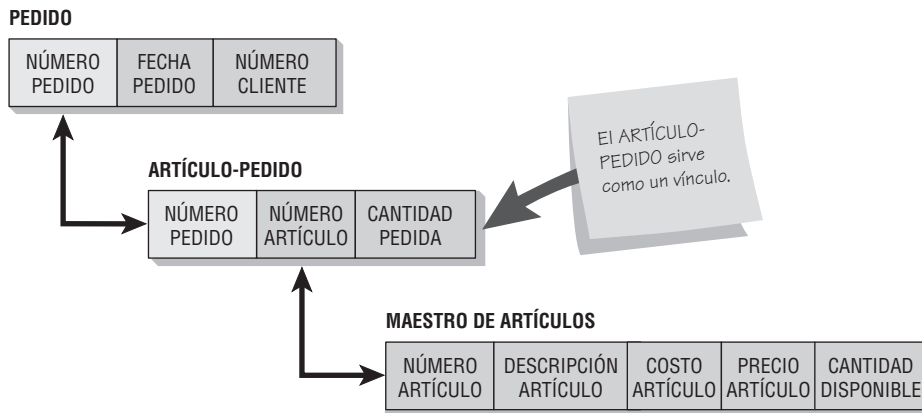 PEDIDO
NÚMERO
PEDIDO
FECHA
PEDIDO
NÚMERO
CLIENTE
El ARTÍCULO-
PEDIDO sirve
como un vínculo.
ARTÍCULO-PEDIDO
NÚMERO
PEDIDO
NÚMERO
ARTÍCULO
CANTIDAD
PEDIDA
MAESTRO DE ARTÍCULOS
NÚMERO
ARTÍCULO
DESCRIPCIÓN
ARTÍCULO
COSTO
ARTÍCULO
PRECIO
ARTÍCULO
CANTIDAD
DISPONIBLE